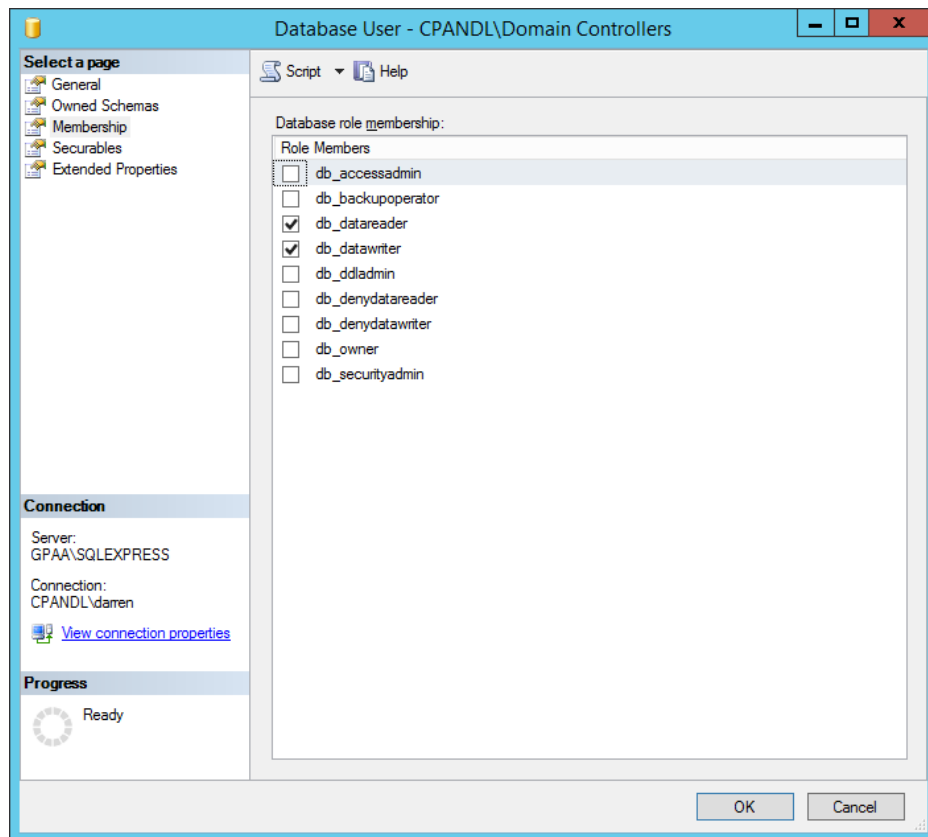 Database User - CPANDL\Domain Controllers
Select a page
General
Owned Schemas
Membership
Securables
Extended Properties
Script
Help
Database role membership:
Role Members
db_accessadmin
db_backupoperator
db_datareader
db_datawriter
db_ddladmin
db_denydatareader
db_denydatawriter
db_owner
db_securityadmin
Connection
Server:
GPAA\SQLEXPRESS
Connection:
CPANDL\darren
View connection properties
Progress
Ready
OK
Cancel